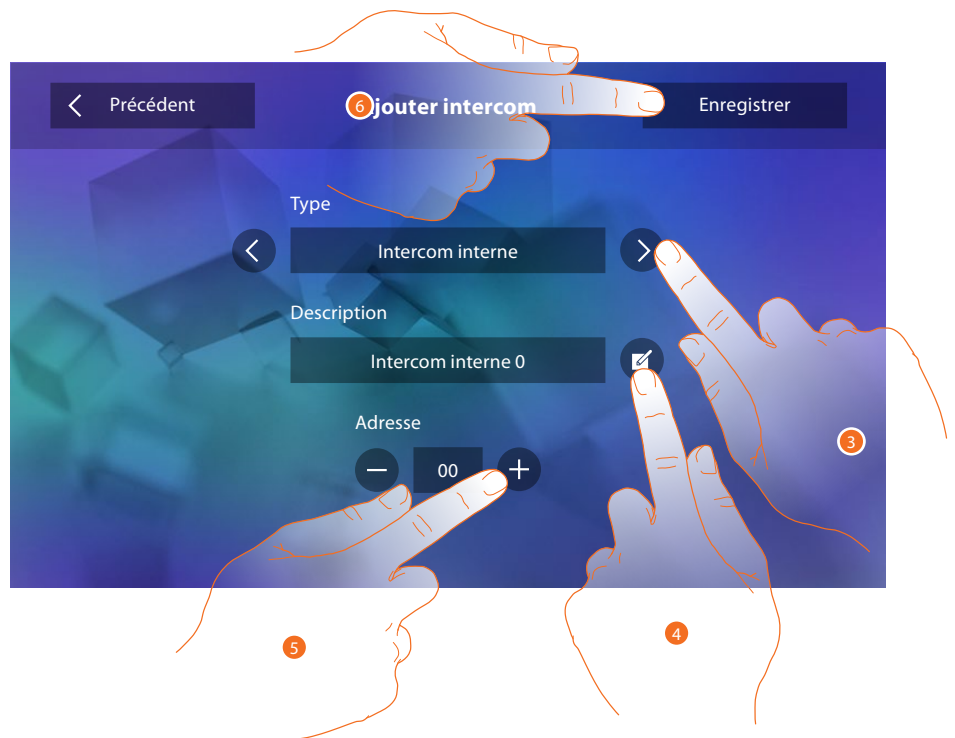 Précédent
6 jouter intercom
Enregistrer
Type
Intercom interne
Description
Intercom interne 0
Adresse
00
3
4
5